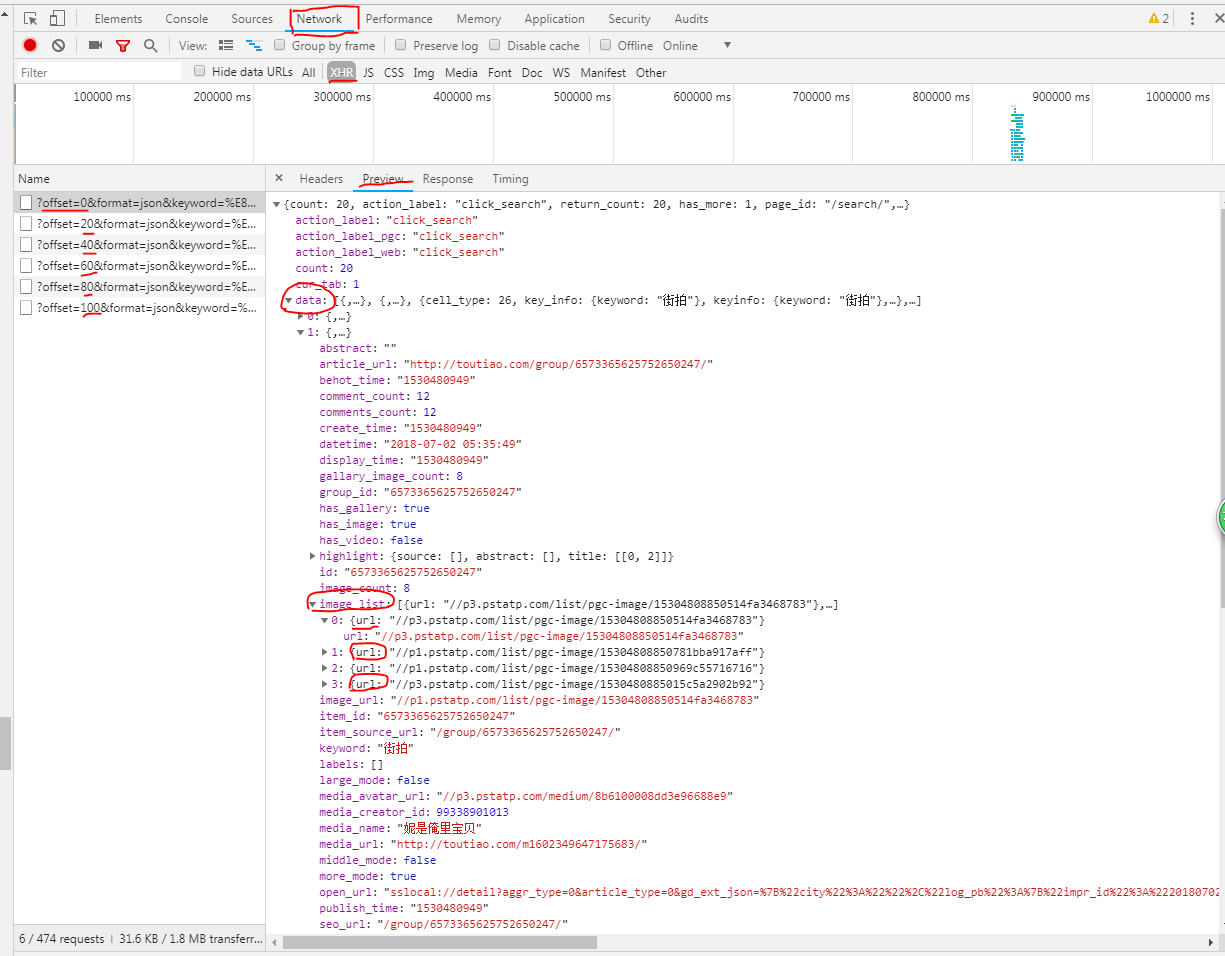 Elements Console Sources Network Performance Memory Application Security Audits 2
View: Group by frame Preserve log Disable cache Offline Online
Filter Hide data URLs All XHR JS CSS Img Media Font Doc WS Manifest Other
100000 ms 200000 ms 300000 ms 400000 ms 500000 ms 600000 ms 700000 ms 800000 ms 900000 ms 1000000 ms
Name
?offset=0&format=json&keyword=%E8...
?offset=20&format=json&keyword=%E...
?offset=40&format=json&keyword=%E...
?offset=60&format=json&keyword=%E...
?offset=80&format=json&keyword=%E...
?offset=100&format=json&keyword=%...
6 / 474 requests | 31.6 KB / 1.8 MB transferr...
× Headers Preview Response Timing
{count: 20, action_label: "click_search", return_count: 20, has_more: 1, page_id: "/search/",…}
action_label: "click_search"
action_label_pgc: "click_search"
action_label_web: "click_search"
count: 20
cur_tab: 1
data: [{,…}, {,…}, {cell_type: 26, key_info: {keyword: "街拍"}, keyinfo: {keyword: "街拍"},…},…]
0: {,…}
1: {,…}
abstract: ""
article_url: "http://toutiao.com/group/6573365625752650247/"
behot_time: "1530480949"
comment_count: 12
comments_count: 12
create_time: "1530480949"
datetime: "2018-07-02 05:35:49"
display_time: "1530480949"
gallary_image_count: 8
group_id: "6573365625752650247"
has_gallery: true
has_image: true
has_video: false
highlight: {source: [], abstract: [], title: [[0, 2]]}
id: "6573365625752650247"
image_count: 8
image_list: [{url: "//p3.pstatp.com/list/pgc-image/15304808850514fa3468783"},…]
0: {url: "//p3.pstatp.com/list/pgc-image/15304808850514fa3468783"}
url: "//p3.pstatp.com/list/pgc-image/15304808850514fa3468783"
1: {url: "//p1.pstatp.com/list/pgc-image/15304808850781bba917aff"}
2: {url: "//p1.pstatp.com/list/pgc-image/15304808850969c55716716"}
3: {url: "//p3.pstatp.com/list/pgc-image/15304808885015c5a2902b92"}
image_url: "//p1.pstatp.com/list/pgc-image/15304808850514fa3468783"
item_id: "6573365625752650247"
item_source_url: "/group/6573365625752650247/"
keyword: "街拍"
labels: []
large_mode: false
media_avatar_url: "//p3.pstatp.com/medium/8b6100008dd3e96688e9"
media_creator_id: 99338901013
media_name: "妮是俺里宝贝"
media_url: "http://toutiao.com/m1602349647175683/"
middle_mode: false
more_mode: true
open_url: "sslocal://detail?aggr_type=0&article_type=0&gd_ext_json=%7B%22city%22%3A%22%22%2C%22log_pb%22%3A%7B%22impr_id%22%3A%2220180702
publish_time: "1530480949"
seo_url: "/group/6573365625752650247/"